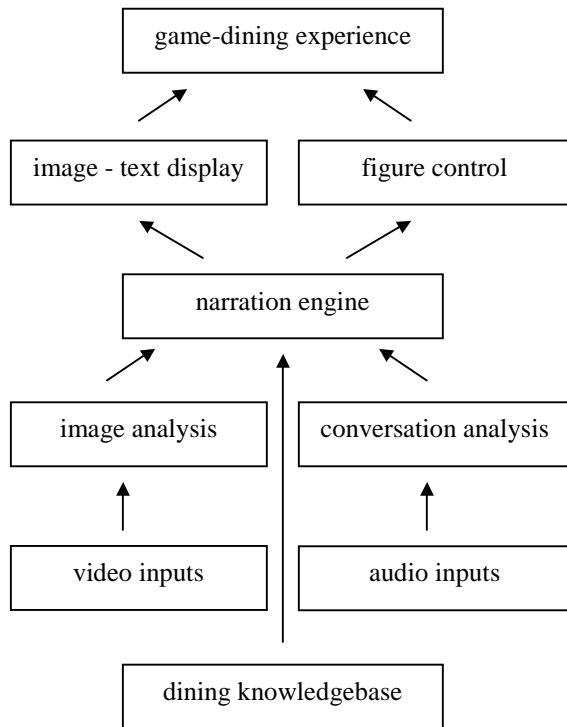 game-dining experience
image - text display
figure control
narration engine
image analysis
conversation analysis
video inputs
audio inputs
dining knowledgebase